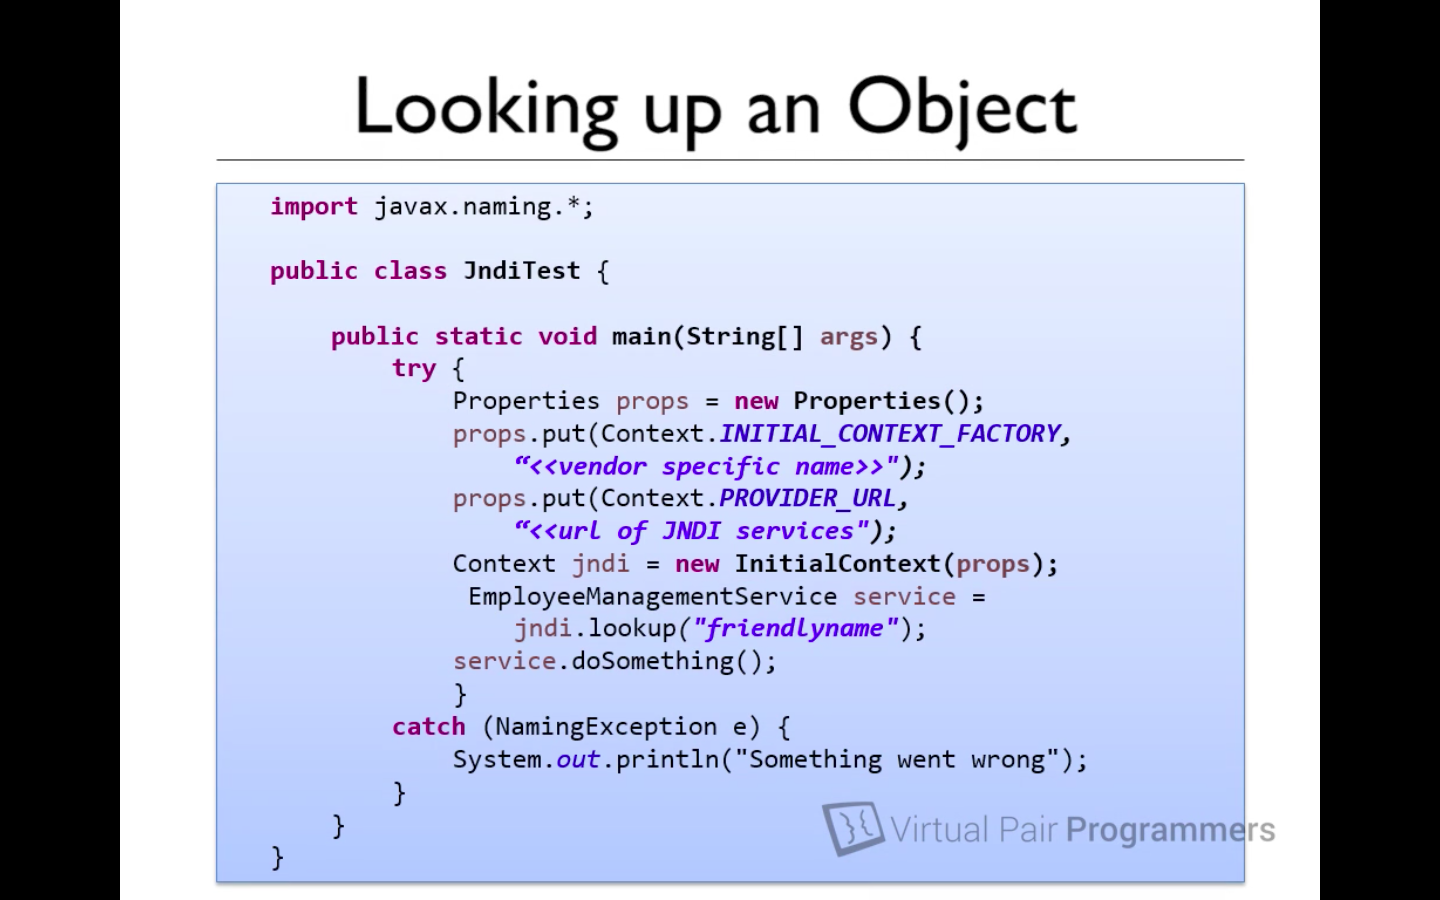 Looking up an Object
import javax.naming.*;
public class JndiTest {
public static void main(String[] args) {
try {
Properties props = new Properties();
props.put(Context.INITIAL_CONTEXT_FACTORY,
“<<vendor specific name>>");
props.put(Context.PROVIDER_URL,
“<<url of JNDI services");
Context jndi = new InitialContext(props);
EmployeeManagementService service =
jndi.lookup("friendlyname");
service.doSomething();
}
catch (NamingException e) {
System.out.println("Something went wrong");
}
}
}
Virtual Pair Programmers